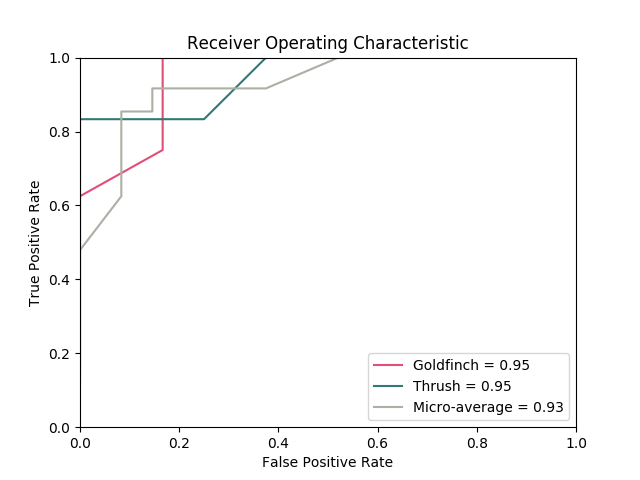 Receiver Operating Characteristic
1.0
0.8
0.6
0.4
0.2
0.0
True Positive Rate
Goldfinch = 0.95
Thrush = 0.95
Micro-average = 0.93
0.0 0.2 0.4 0.6 0.8 1.0
False Positive Rate